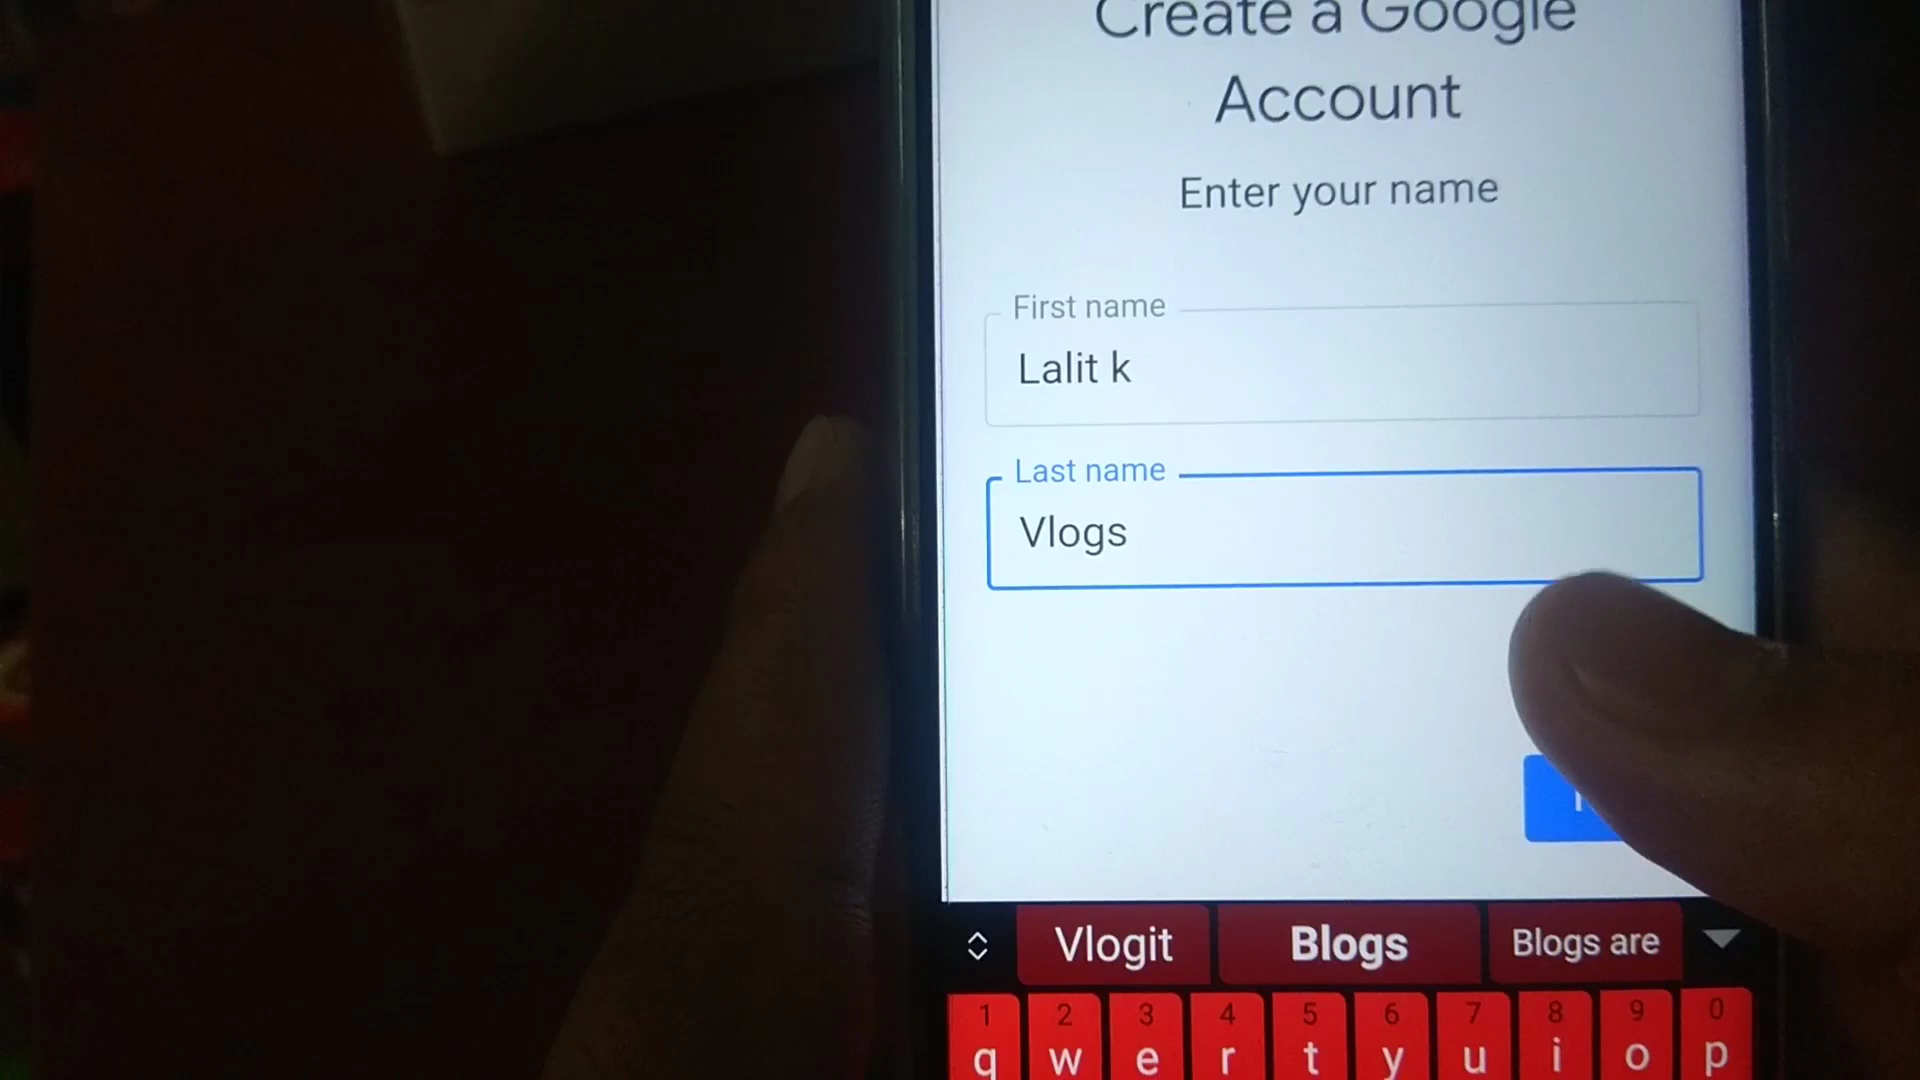 Create a Google
Account
Enter your name
First name
Lalit k
Last name
Vlogs
Vlogit Blogs Blogs are
1 2 3 4 5 6 7 8 9 0
q w e r t y u i o p